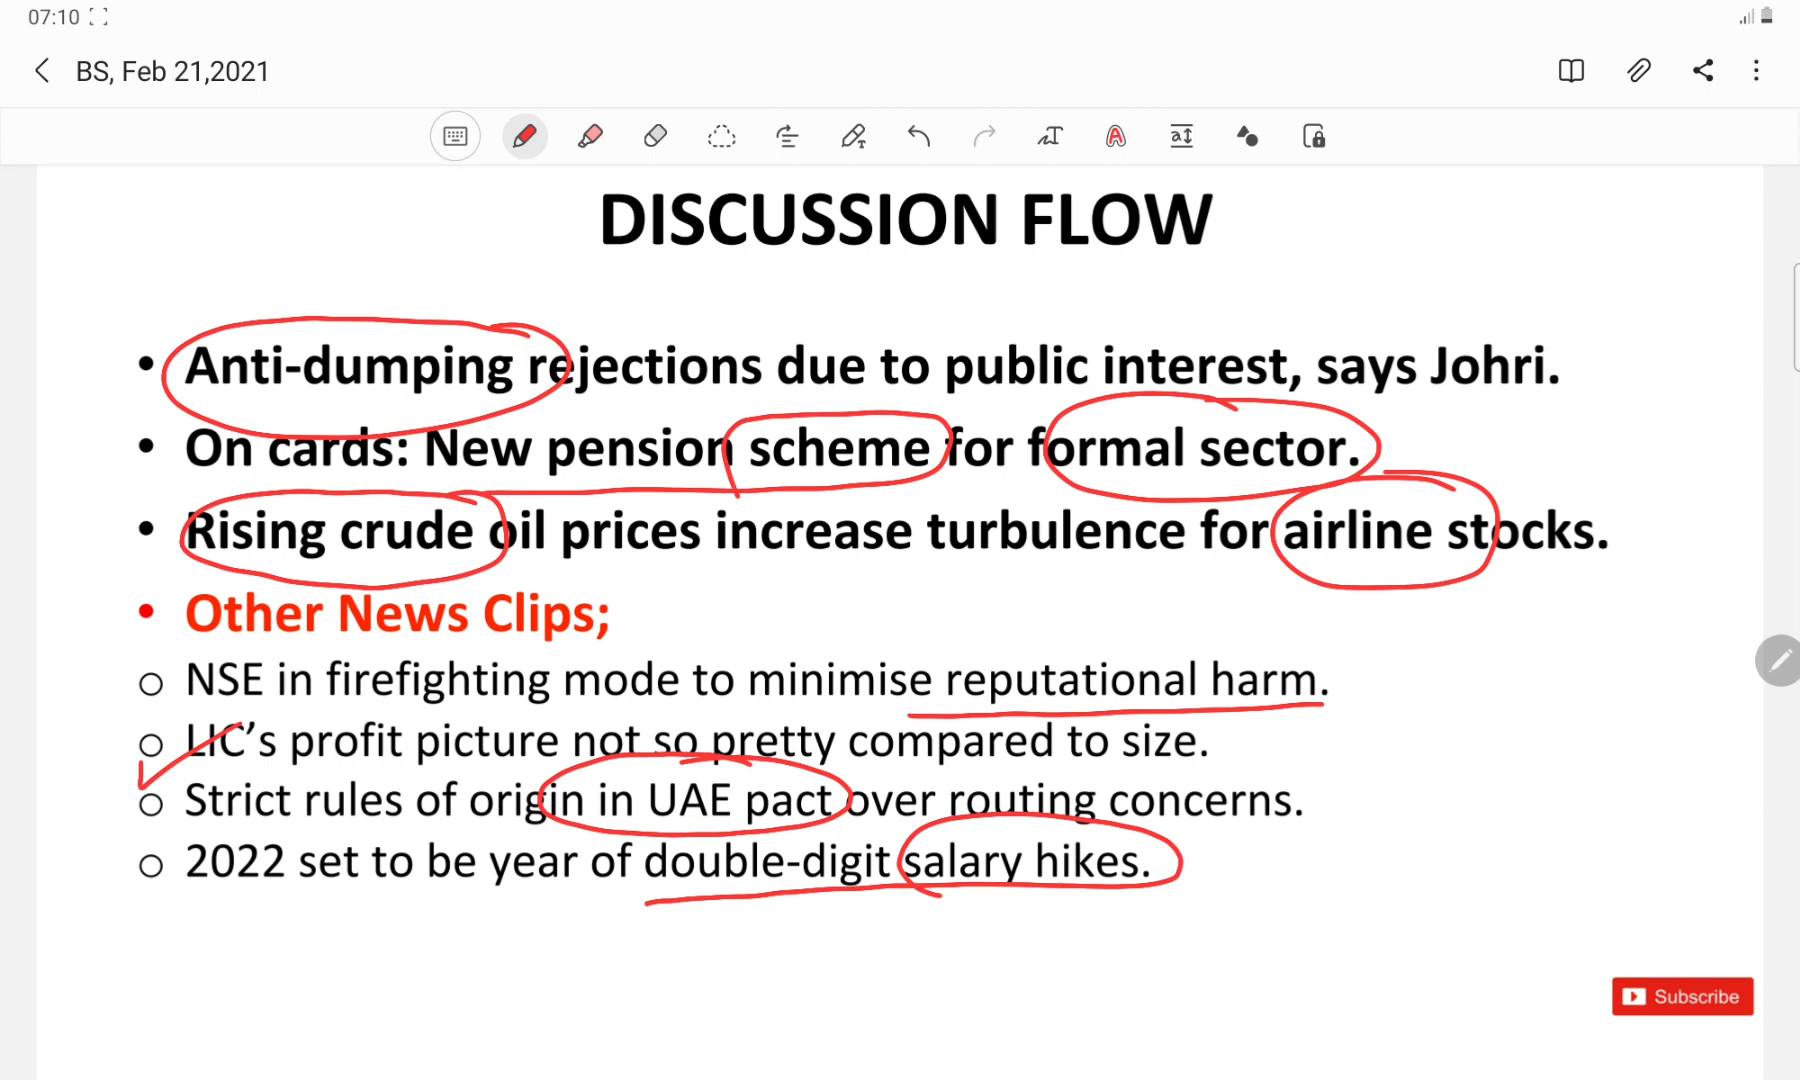 07:10
BS, Feb 21,2021
DISCUSSION FLOW
• Anti-dumping rejections due to public interest, says Johri.
• On cards: New pension scheme for formal sector.
• Rising crude oil prices increase turbulence for airline stocks.
• Other News Clips;
○ NSE in firefighting mode to minimise reputational harm.
○ LIC’s profit picture not so pretty compared to size.
○ Strict rules of origin in UAE pact over routing concerns.
○ 2022 set to be year of double-digit salary hikes.
Subscribe